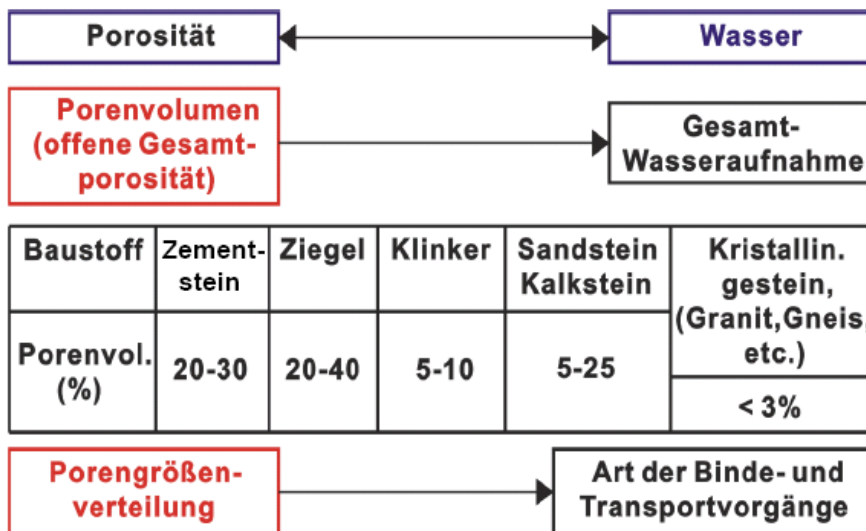 Porosität
Wasser
Porenvolumen
(offene Gesamt-
porosität)
Gesamt-
Wasseraufnahme
Baustoff
Zement-
stein
Ziegel
Klinker
Sandstein
Kalkstein
Kristallin.
gestein,
(Granit,Gneis,
etc.)
Porenvol.
(%)
20-30
20-40
5-10
5-25
< 3%
Porengrößen-
verteilung
Art der Binde- und
Transportvorgänge